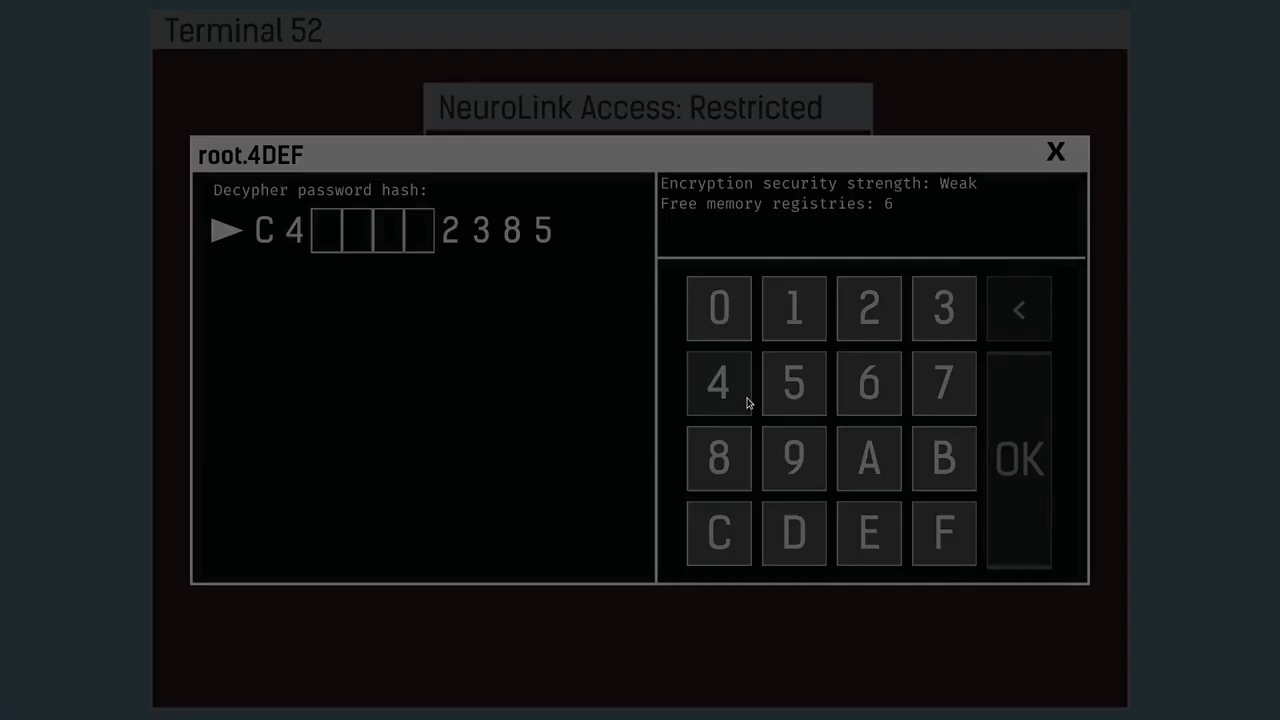 Terminal 52
NeuroLink Access: Restricted
root.4DEF X
Decypher password hash:
C 4 2 3 8 5
Encryption security strength: Weak
Free memory registries: 6
0 1 2 3 <
4 5 6 7
8 9 A B OK
C D E F